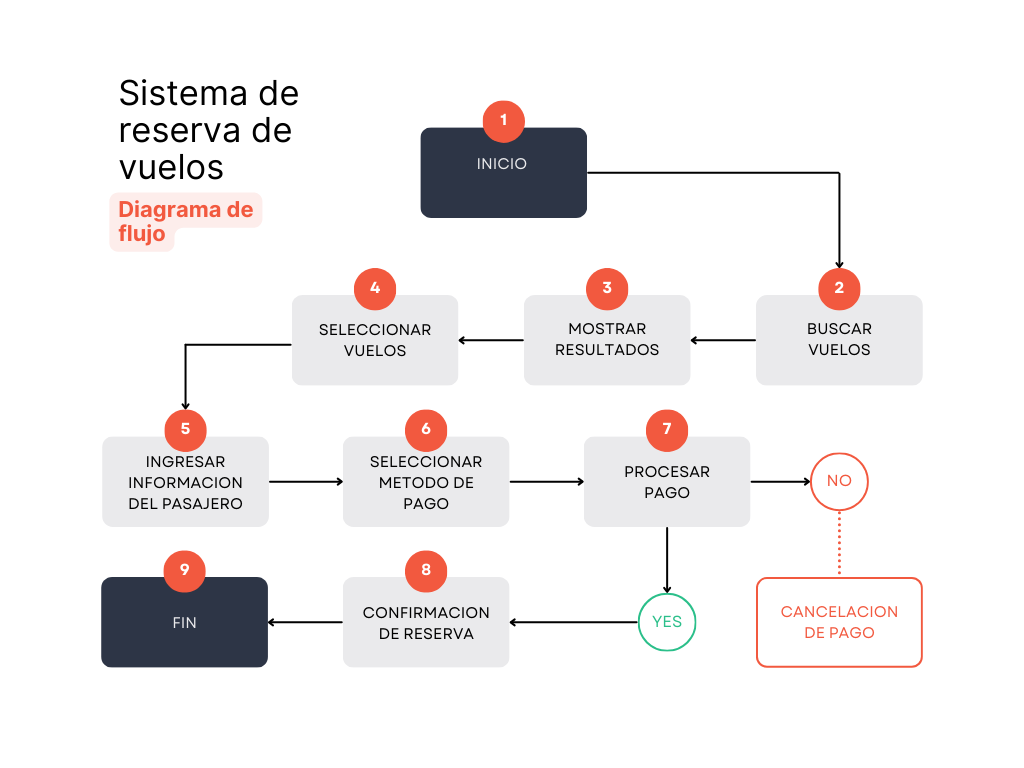 Sistema de
reserva de
vuelos
Diagrama de
flujo
1
INICIO
2
BUSCAR
VUELOS
3
MOSTRAR
RESULTADOS
4
SELECCIONAR
VUELOS
5
INGRESAR
INFORMACION
DEL PASAJERO
6
SELECCIONAR
METODO DE
PAGO
7
PROCESAR
PAGO
NO
CANCELACION
DE PAGO
YES
8
CONFIRMACION
DE RESERVA
9
FIN